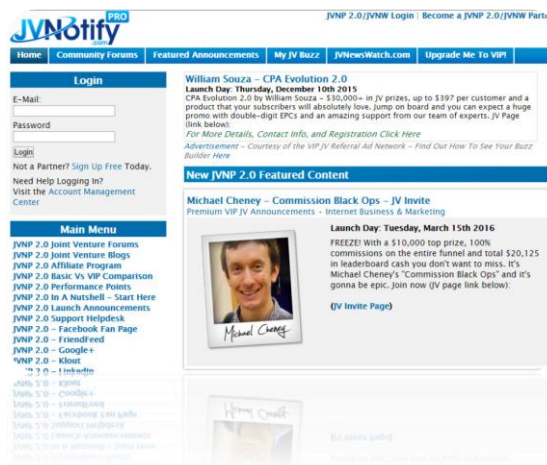 JVNotify PRO
.com
JVNP 2.0/JVNW Login | Become a JVNP 2.0/JVNW
Home Community Forums Featured Announcements My JV Buzz JVNewsWatch.com Upgrade Me To VIP!
Login
E-Mail:
Password
Login
Not a Partner? Sign Up Free Today.
Need Help Logging In?
Visit the Account Management
Center
Main Menu
JVNP 2.0 Joint Venture Forums
JVNP 2.0 Joint Venture Blogs
JVNP 2.0 Affiliate Program
JVNP 2.0 Basic Vs VIP Comparison
JVNP 2.0 Performance Points
JVNP 2.0 In A Nutshell - Start Here
JVNP 2.0 Launch Announcements
JVNP 2.0 Support Helpdesk
JVNP 2.0 - Facebook Fan Page
JVNP 2.0 - FriendFeed
JVNP 2.0 - Google+
JVNP 2.0 - Klout
2.0 - LinkedIn
William Souza – CPA Evolution 2.0
Launch Day: Thursday, December 10th 2015
CPA Evolution 2.0 by William Souza – $30,000+ in JV prizes, up to $397 per customer and a
product that your subscribers will absolutely love. Jump on board and you can expect a huge
promo with double-digit EPCs and an amazing support from our team of experts. JV Page
(link below):
For More Details, Contact Info, and Registration Click Here
Advertisement – Courtesy of the VIP JV Referral Ad Network – Find Out How To See Your Buzz
Builder Here
New JVNP 2.0 Featured Content
Michael Cheney – Commission Black Ops – JV Invite
Premium VIP JV Announcements · Internet Business & Marketing
Michael Cheney
Launch Day: Tuesday, March 15th 2016
FREEZE! With a $10,000 top prize, 100%
commissions on the entire funnel and total $20,125
in leaderboard cash you don't want to miss. It's
Michael Cheney's "Commission Black Ops" and it's
gonna be epic. Join now (JV page link below):
(JV Invite Page)